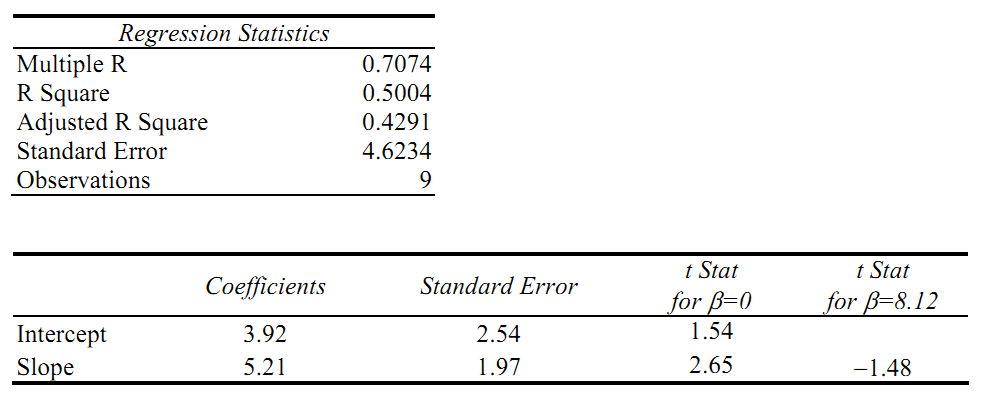 Regression Statistics
Multiple R 0.7074
R Square 0.5004
Adjusted R Square 0.4291
Standard Error 4.6234
Observations 9
Coefficients Standard Error t Stat for β=0 t Stat for β=8.12
Intercept 3.92 2.54 1.54
Slope 5.21 1.97 2.65 −1.48